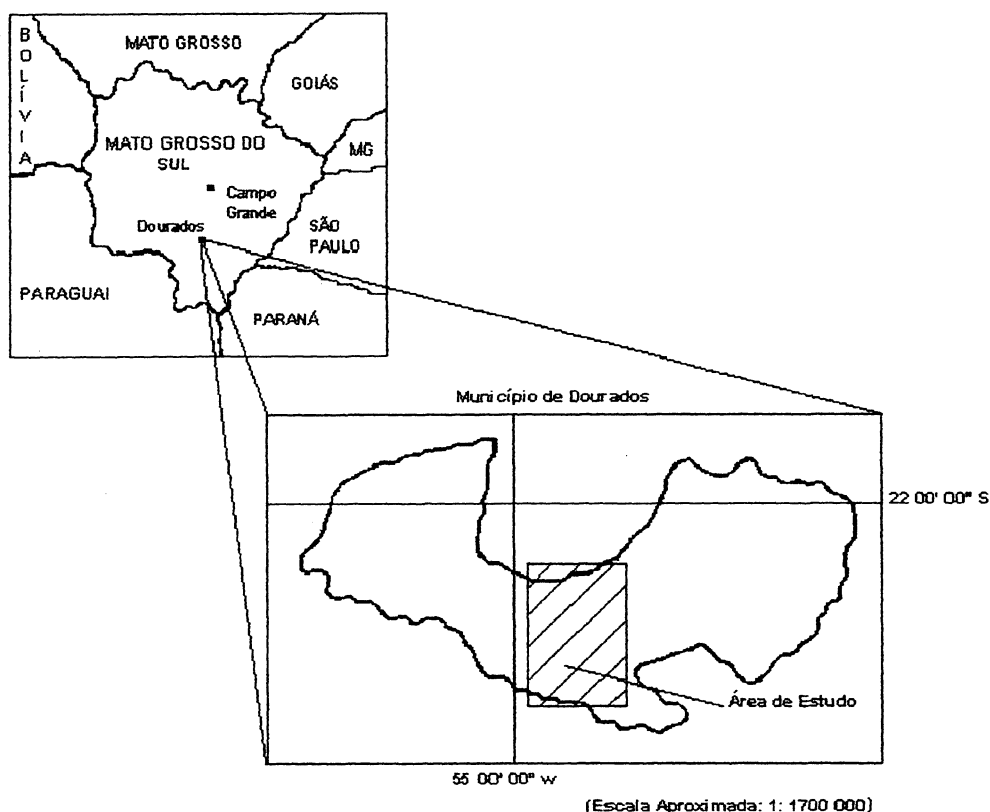 BOLÍVIA
MATO GROSSO
GOIÁS
MATO GROSSO DO
SUL
MG
Campo
Grande
Dourados
SÃO
PAULO
PARAGUAI
PARANÁ
Município de Dourados
22 00' 00" S
Área de Estudo
55 00' 00" W
(Escala Aproximada: 1: 1700 000)